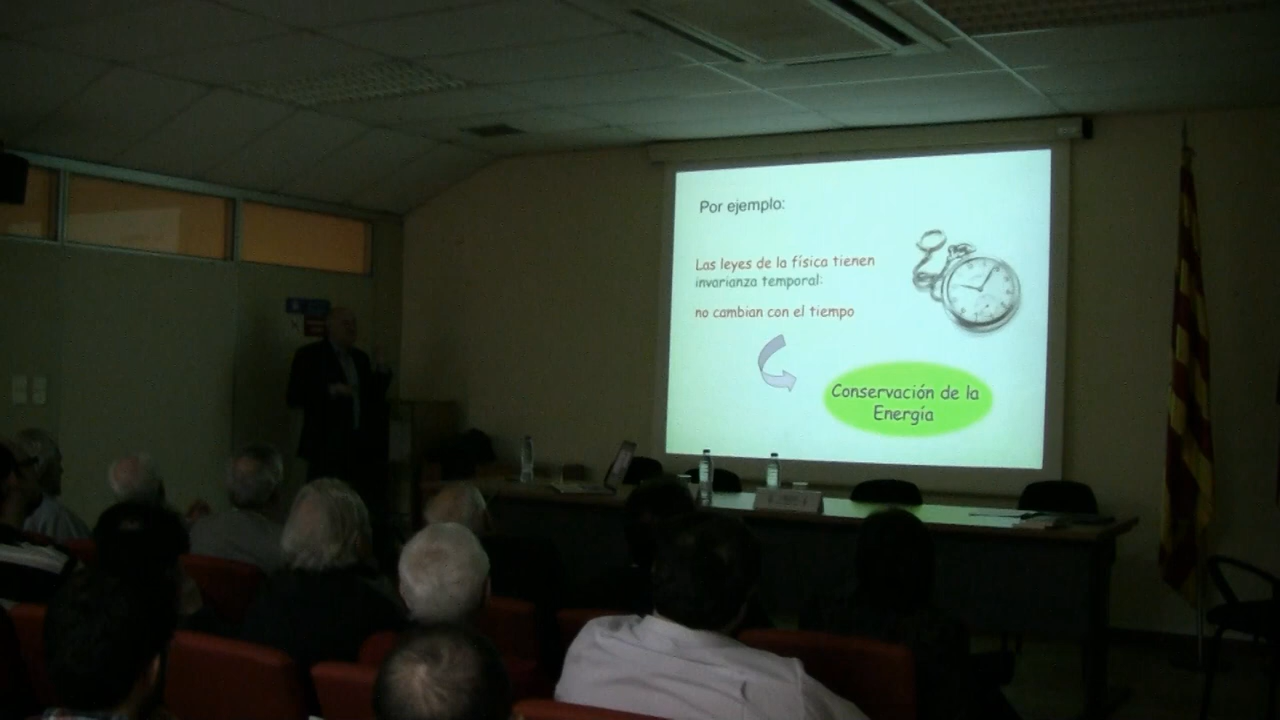 Por ejemplo:
Las leyes de la física tienen
invarianza temporal:
no cambian con el tiempo
Conservación de la
Energía